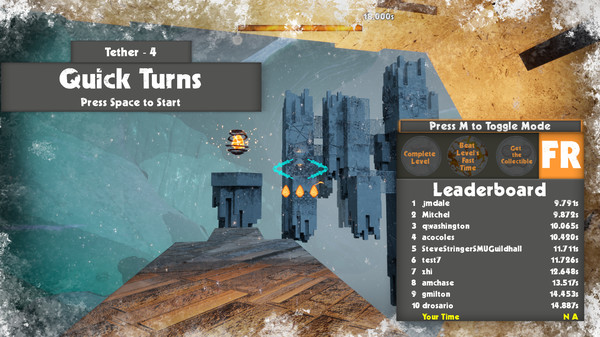 18.000s
Tether - 4
Quick Turns
Press Space to Start
Press M to Toggle Mode
Complete Level
Beat Level's Fast Time
Get the Collectible
FR
Leaderboard
1 jmdale 9.791s
2 Mitchel 9.872s
3 qwashington 10.065s
4 acocoles 10.420s
5 SteveStringerSMUGuildhall 11.711s
6 test7 11.726s
7 zhi 12.648s
8 amchase 13.517s
9 gmilton 14.453s
10 drosario 14.887s
Your Time N A